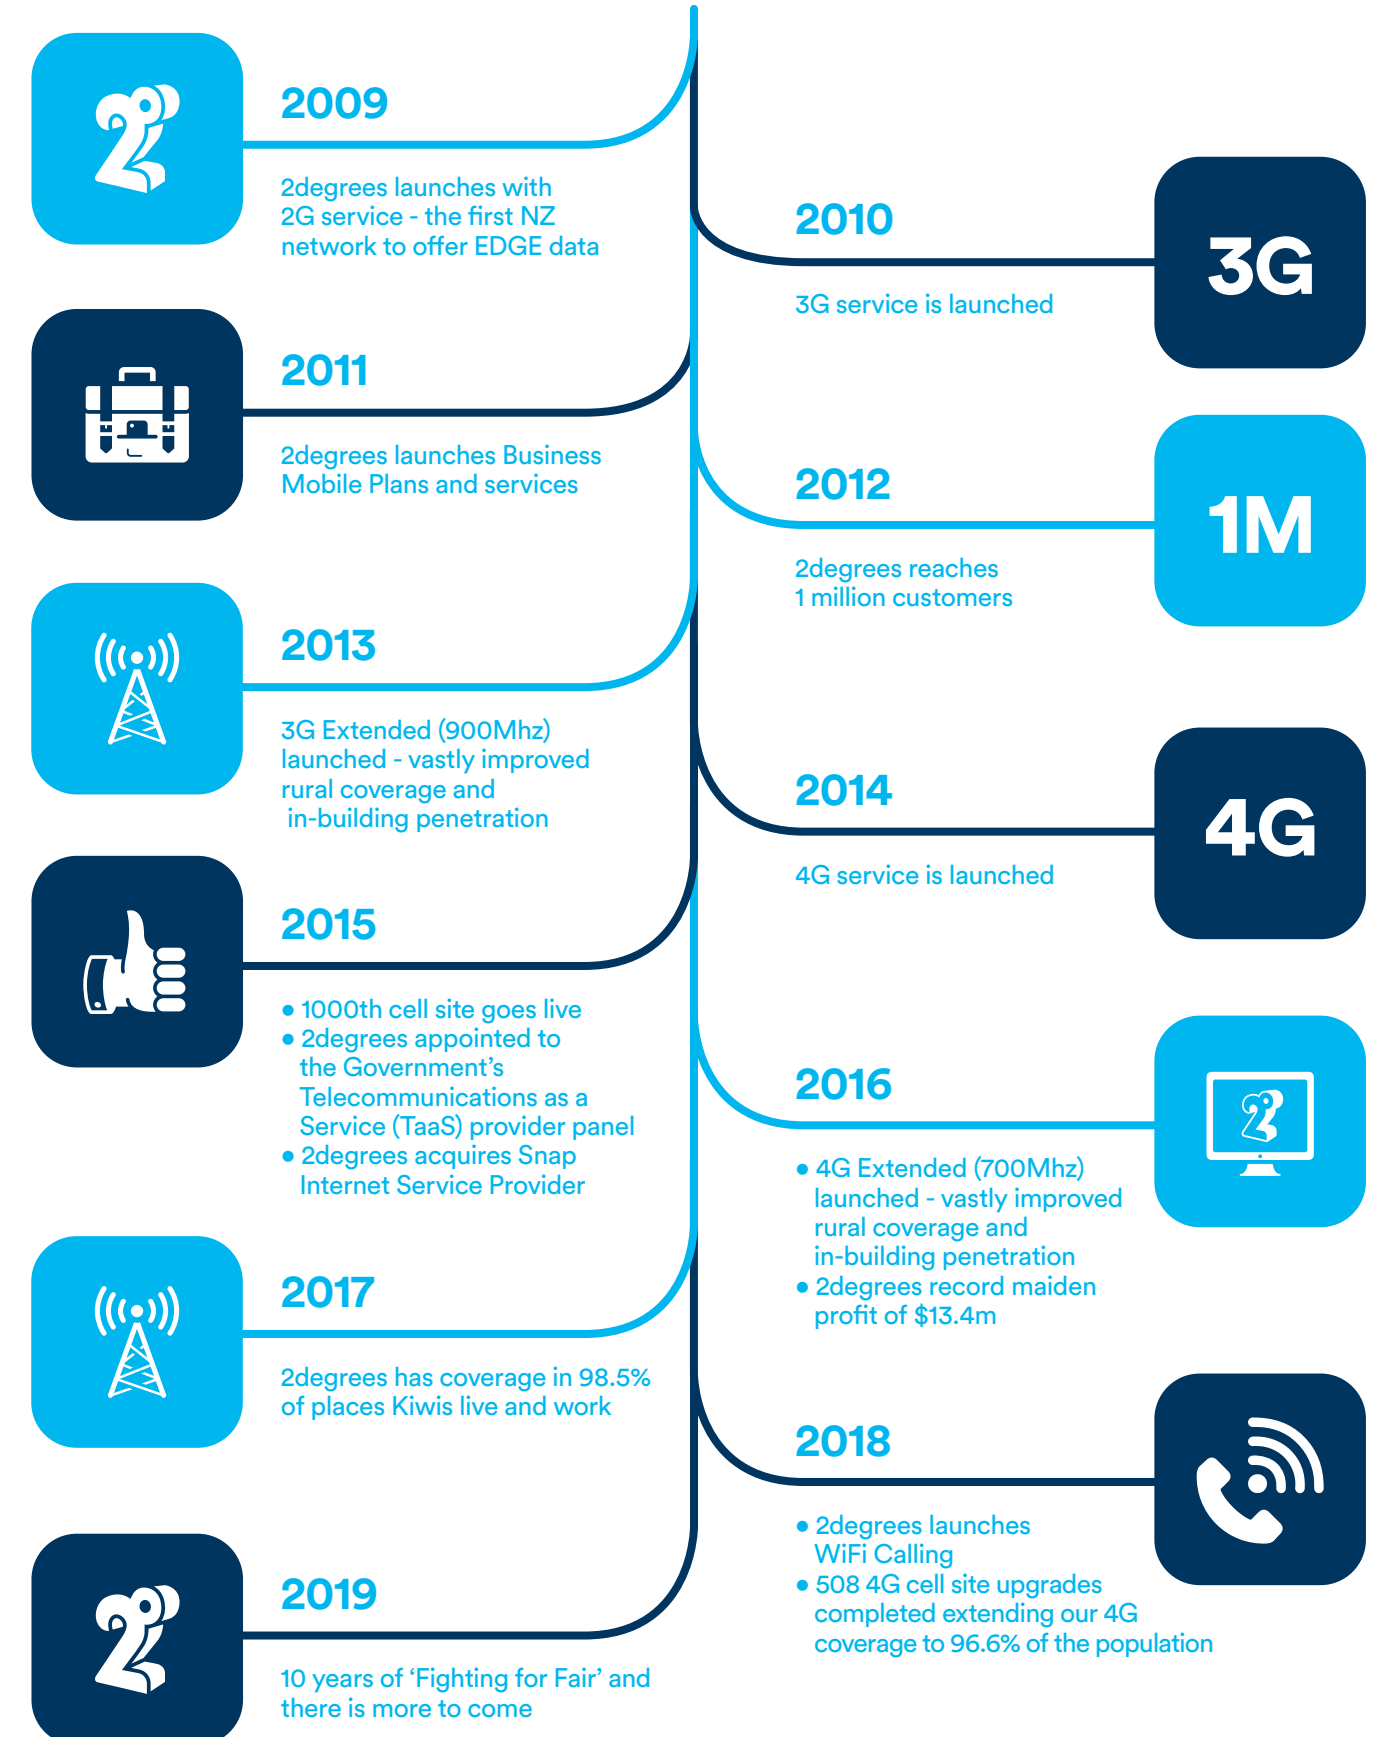 2009
2degrees launches with
2G service - the first NZ
network to offer EDGE data
2010
3G service is launched
3G
2011
2degrees launches Business
Mobile Plans and services
2012
2degrees reaches
1 million customers
1M
2013
3G Extended (900Mhz)
launched - vastly improved
rural coverage and
in-building penetration
2014
4G service is launched
4G
2015
• 1000th cell site goes live
• 2degrees appointed to
the Government’s
Telecommunications as a
Service (TaaS) provider panel
• 2degrees acquires Snap
Internet Service Provider
2016
• 4G Extended (700Mhz)
launched - vastly improved
rural coverage and
in-building penetration
• 2degrees record maiden
profit of $13.4m
2017
2degrees has coverage in 98.5%
of places Kiwis live and work
2018
• 2degrees launches
WiFi Calling
• 508 4G cell site upgrades
completed extending our 4G
coverage to 96.6% of the population
2019
10 years of ‘Fighting for Fair’ and
there is more to come